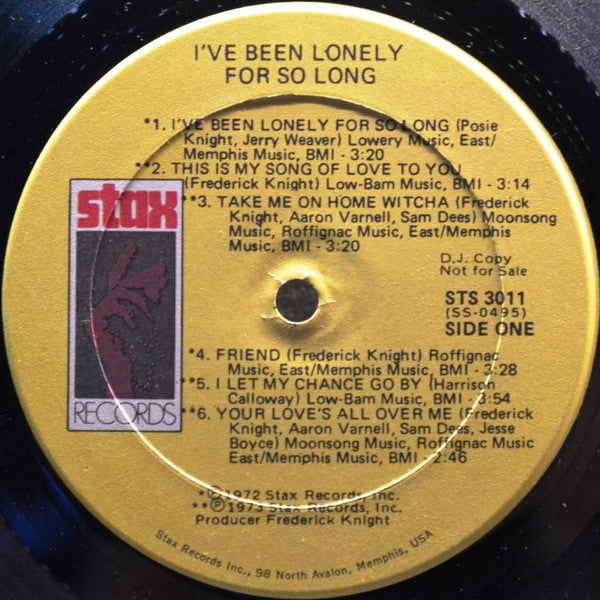 I'VE BEEN LONELY
FOR SO LONG
*1. I'VE BEEN LONELY FOR SO LONG (Posie
Knight, Jerry Weaver) Lowery Music, East/
Memphis Music, BMI - 3:20
**2. THIS IS MY SONG OF LOVE TO YOU
(Frederick Knight) Low-Bam Music, BMI - 3:14
**3. TAKE ME ON HOME WITCHA (Frederick
Knight, Aaron Varnell, Sam Dees) Moonsong
Music, Roffignac Music, East/Memphis
Music, BMI - 3:20
stax
RECORDS
D.J. Copy
Not for Sale
STS 3011
(SS-0495)
SIDE ONE
*4. FRIEND (Frederick Knight) Roffignac
Music, East/Memphis Music, BMI - 3:28
**5. I LET MY CHANCE GO BY (Harrison
Calloway) Low-Bam Music, BMI - 3:54
**6. YOUR LOVE'S ALL OVER ME (Frederick
Knight, Aaron Varnell, Sam Dees, Jesse
Boyce) Moonsong Music, Roffignac Music
East/Memphis Music, BMI - 2:46
*℗1972 Stax Records, Inc.
**℗1973 Stax Records, Inc.
Producer Frederick Knight
Stax Records Inc., 98 North Avalon, Memphis, USA